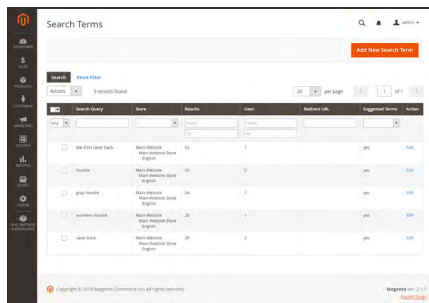 Search Terms
admin
Add New Search Term
DASHBOARD
SALES
PRODUCTS
CUSTOMERS
MARKETING
CONTENT
REPORTS
STORES
SYSTEM
FIND PARTNERS & EXTENSIONS
Search Reset Filter
Actions 5 records found 20 per page 1 of 1
Search Query Store Results Uses Redirect URL Suggested Terms Action
Any From From
To To
tee shirt racer back Main Website 62 1 yes Edit
Main Website Store
English
hoodie Main Website yes Edit
Main Website Store
English
gray hoodie Main Website 54 1 yes Edit
Main Website Store
English
womens hoodie Main Website 20 1 yes Edit
Main Website Store
English
racer back Main Website 2 yes Edit
Main Website Store
English
Copyright © 2016 Magento Commerce Inc. All rights reserved. Magento ver. 2.1.1
Report Bugs